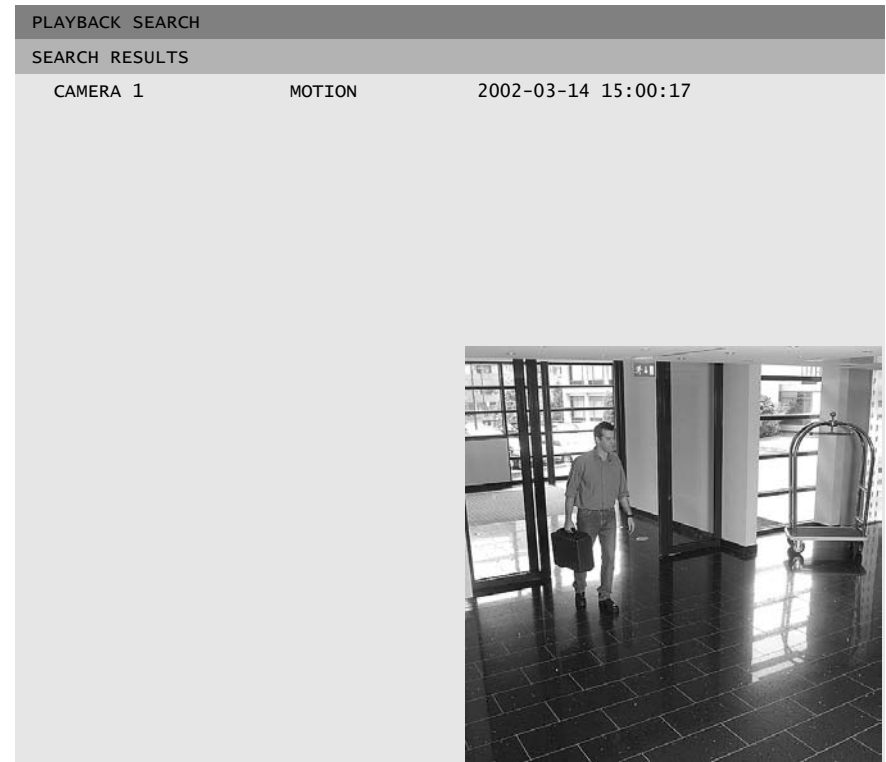 PLAYBACK SEARCH
SEARCH RESULTS
CAMERA 1 MOTION 2002-03-14 15:00:17